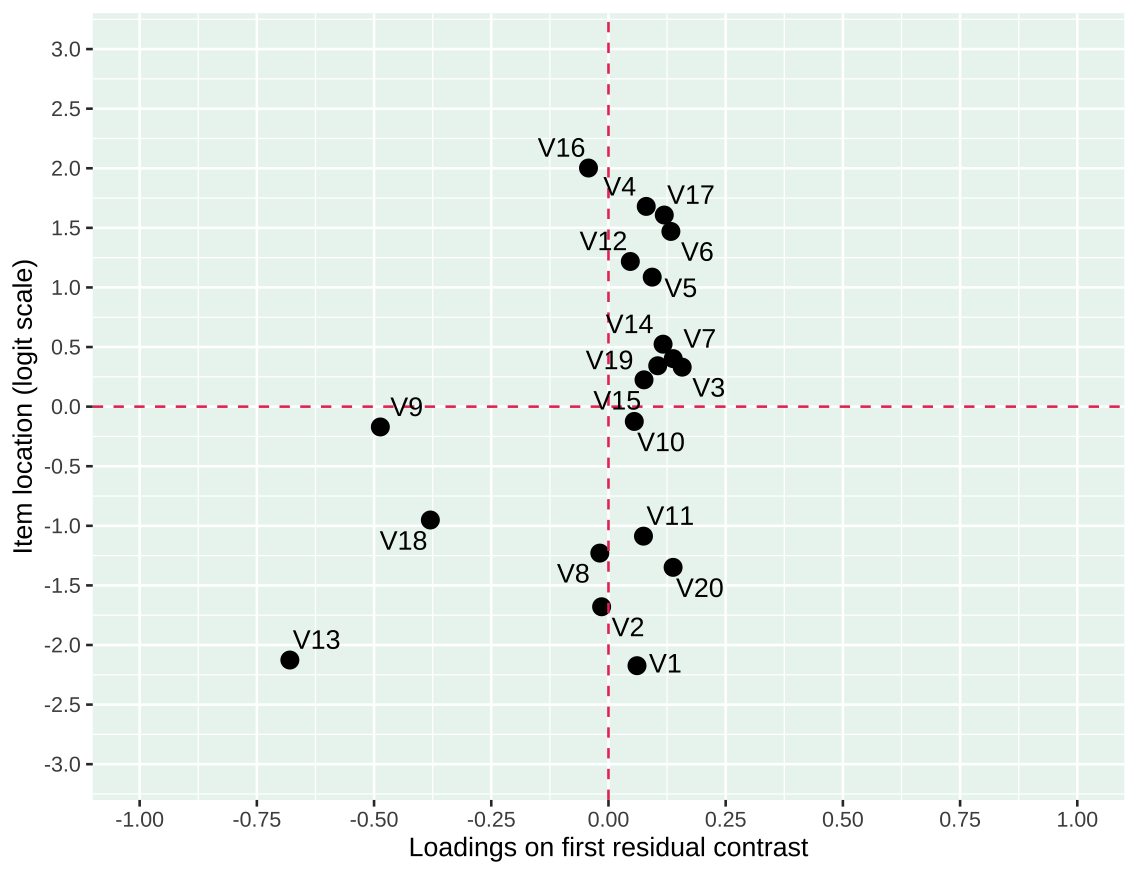 3.0
2.5
2.0
1.5
1.0
0.5
0.0
-0.5
-1.0
-1.5
-2.0
-2.5
-3.0
Item location (logit scale)
V16
V4
V17
V12
V6
V5
V14
V7
V19
V3
V15
V9
V10
V11
V18
V8
V20
V2
V13
V1
-1.00 -0.75 -0.50 -0.25 0.00 0.25 0.50 0.75 1.00
Loadings on first residual contrast